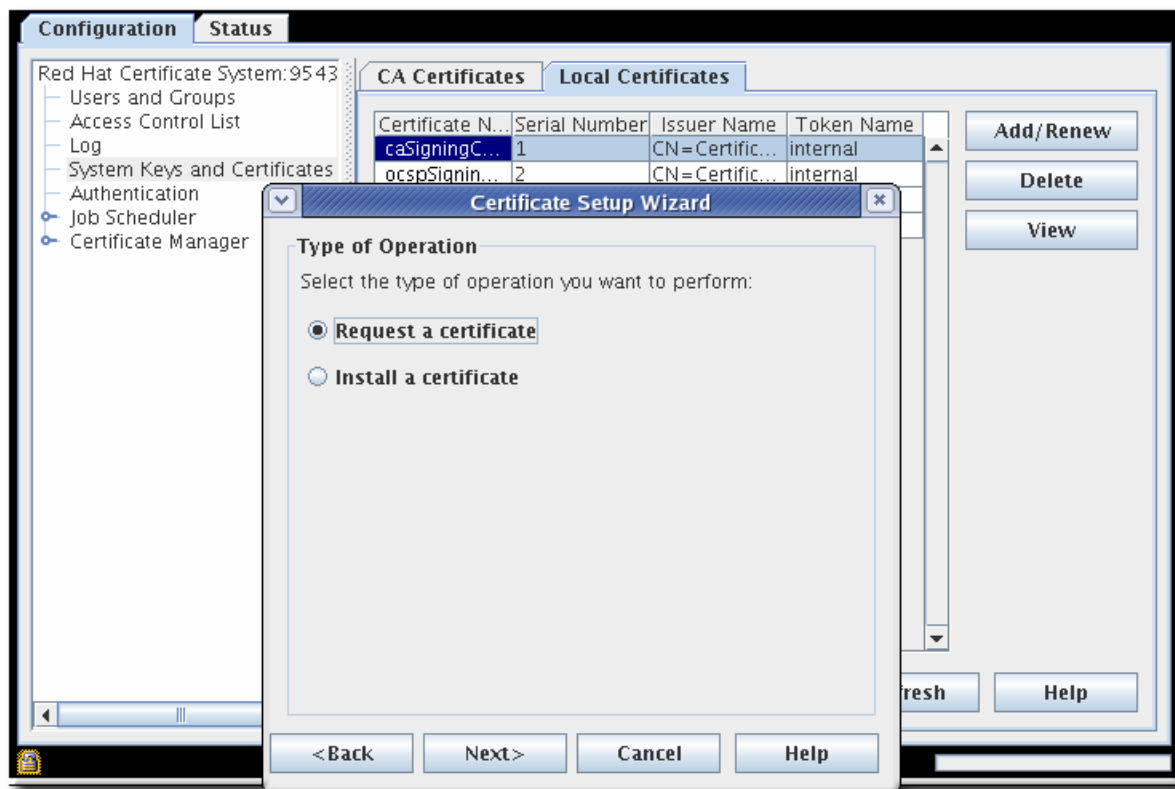 Configuration Status
Red Hat Certificate System:9543
Users and Groups
Access Control List
Log
System Keys and Certificates
Authentication
Job Scheduler
Certificate Manager
CA Certificates Local Certificates
Certificate N... Serial Number Issuer Name Token Name
caSigningC... 1 CN=Certific... internal
ocspSignin... 2 CN=Certific... internal
Add/Renew
Delete
View
Certificate Setup Wizard
Type of Operation
Select the type of operation you want to perform:
Request a certificate
Install a certificate
<Back Next> Cancel Help
fresh Help